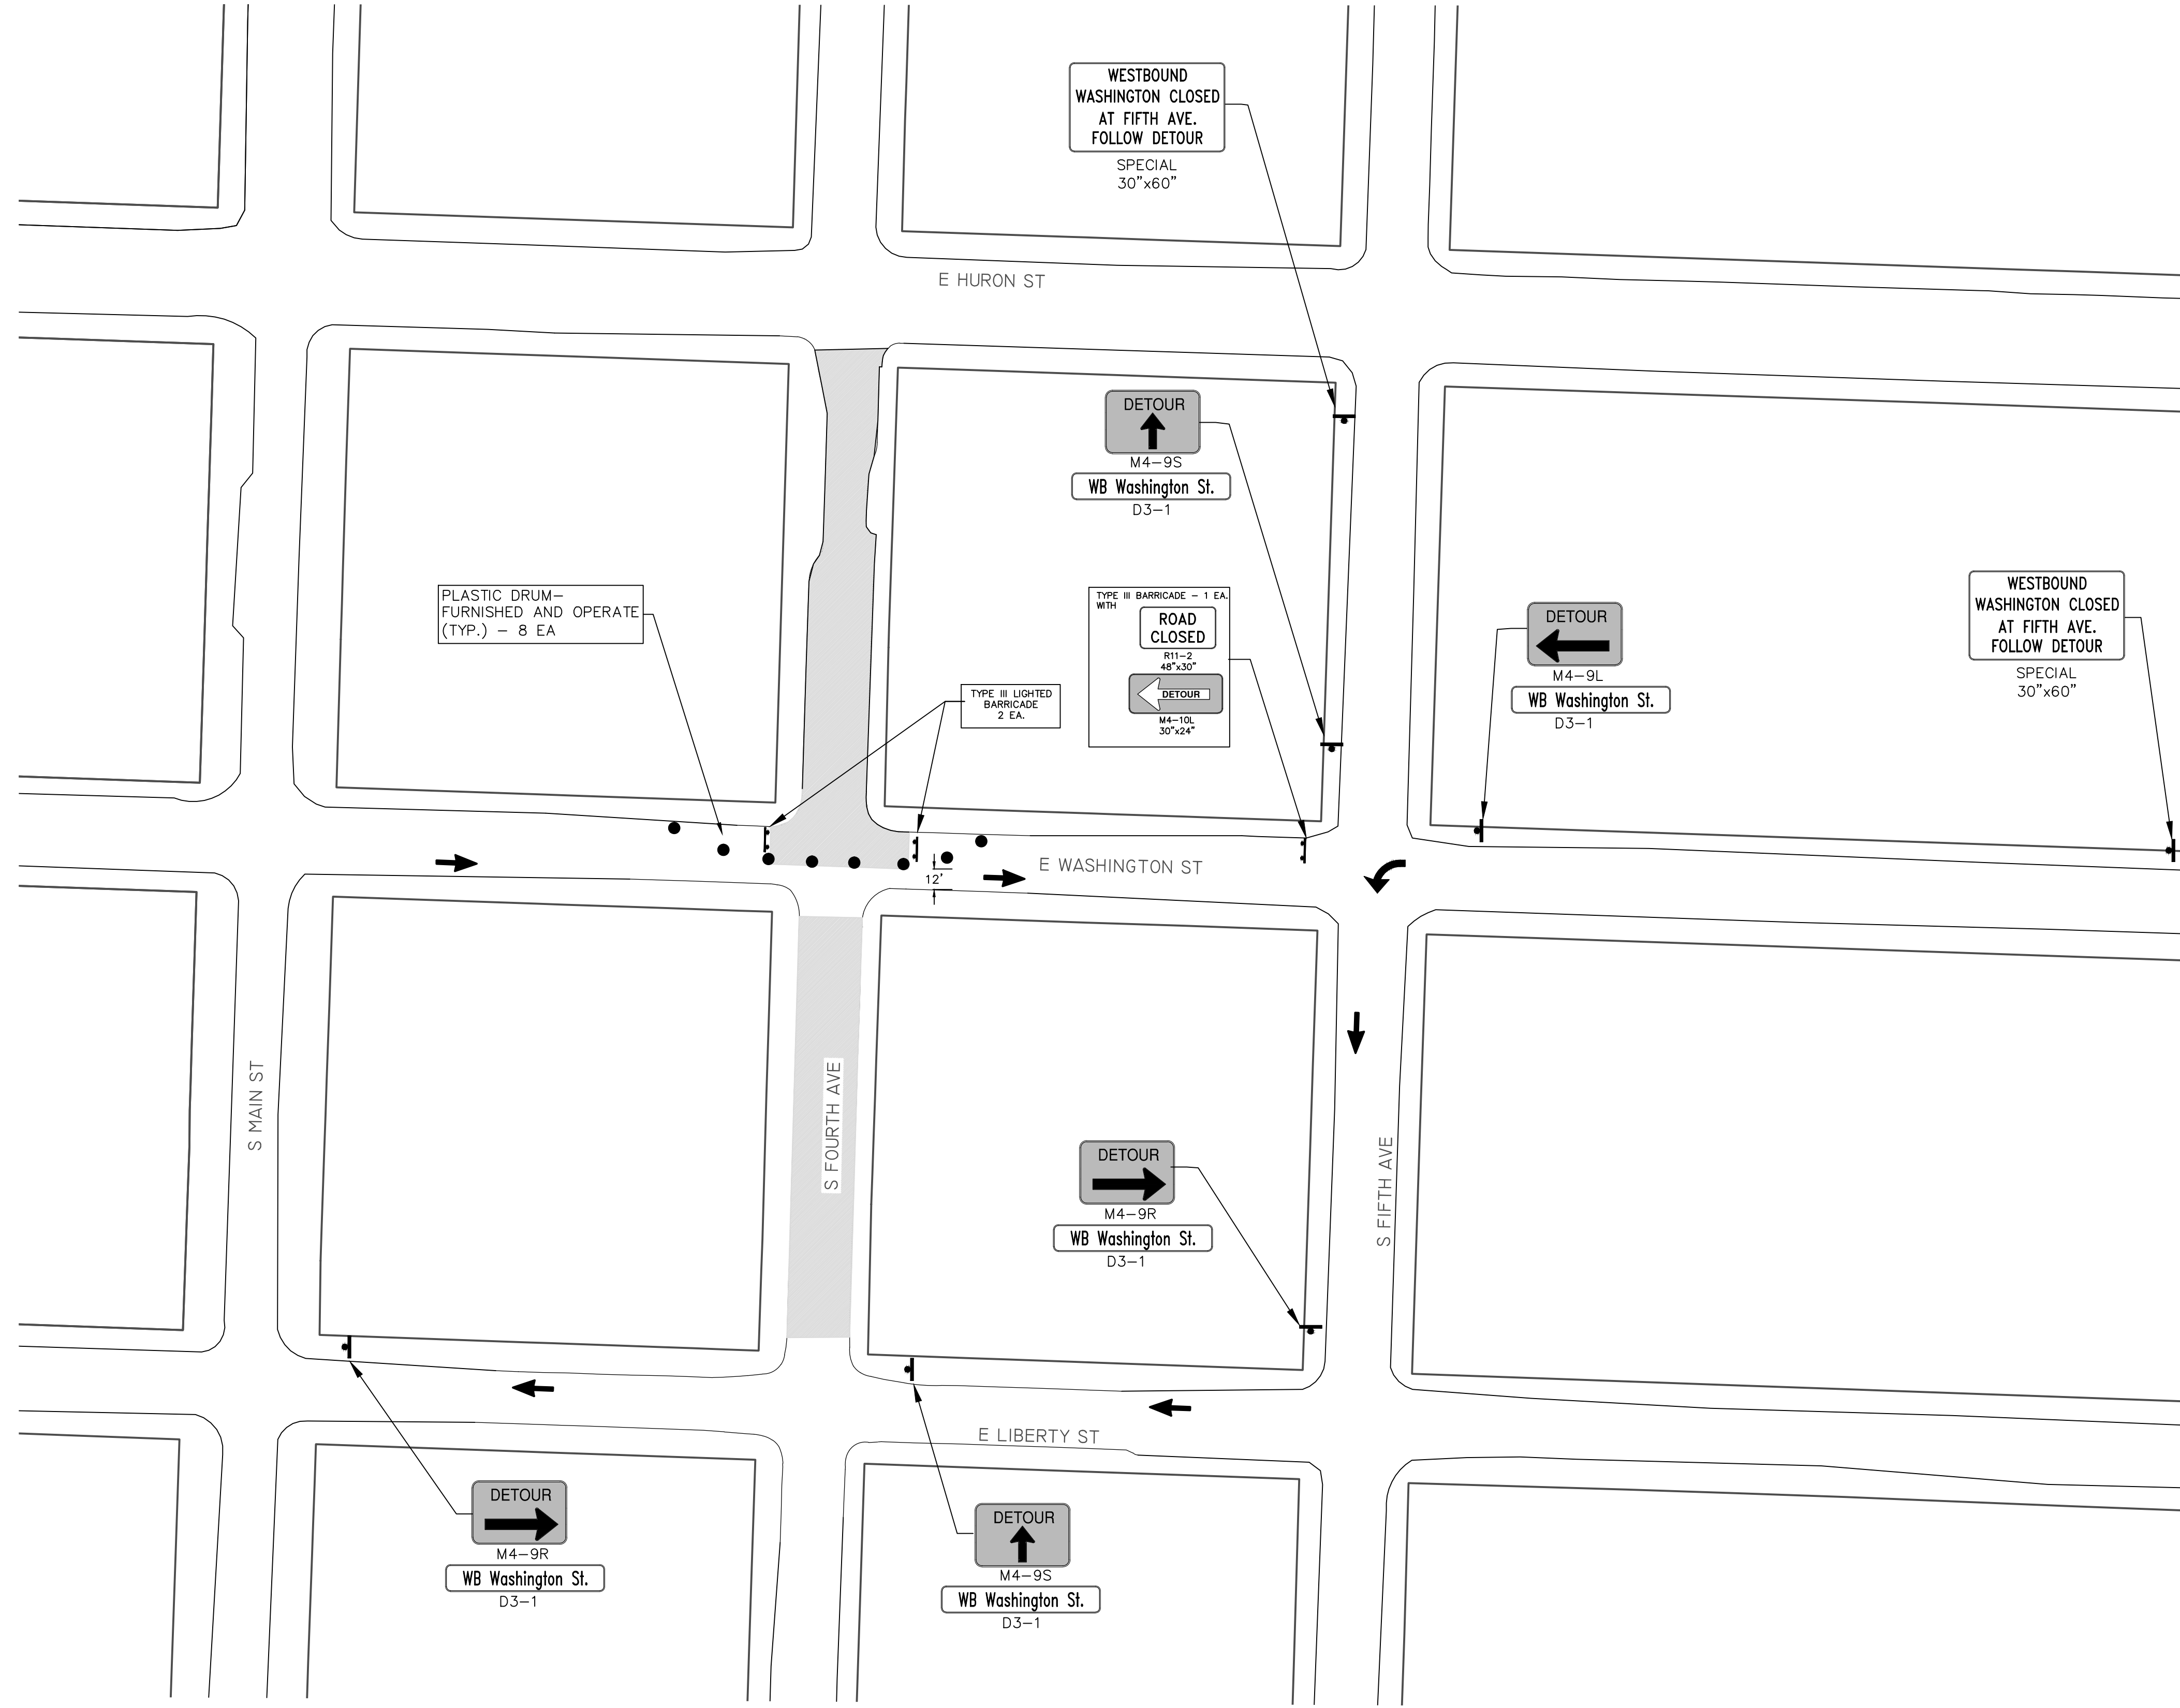 WESTBOUND
WASHINGTON CLOSED
AT FIFTH AVE.
FOLLOW DETOUR
SPECIAL
30"x60"
E HURON ST
DETOUR
M4-9S
WB Washington St.
D3-1
PLASTIC DRUM-
FURNISHED AND OPERATE
(TYP.) - 8 EA
TYPE III BARRICADE - 1 EA.
WITH
ROAD
CLOSED
R11-2
48"x30"
DETOUR
M4-10L
30"x24"
TYPE III LIGHTED
BARRICADE
2 EA.
DETOUR
M4-9L
WB Washington St.
D3-1
WESTBOUND
WASHINGTON CLOSED
AT FIFTH AVE.
FOLLOW DETOUR
SPECIAL
30"x60"
12'
E WASHINGTON ST
S MAIN ST
S FOURTH AVE
S FIFTH AVE
DETOUR
M4-9R
WB Washington St.
D3-1
E LIBERTY ST
DETOUR
M4-9R
WB Washington St.
D3-1
DETOUR
M4-9S
WB Washington St.
D3-1